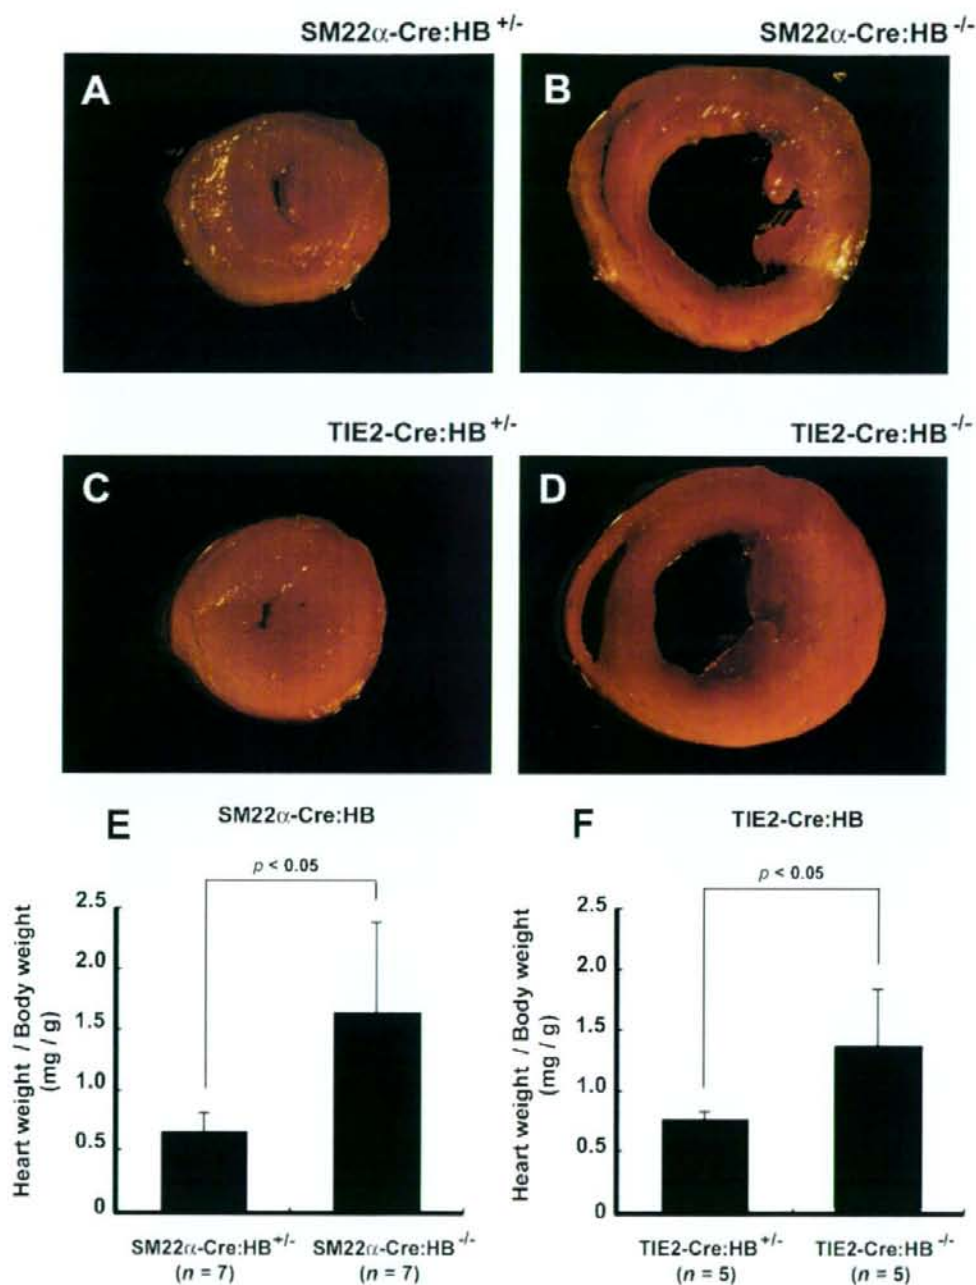 SM22α-Cre:HB+/-
SM22α-Cre:HB-/-
A
B
TIE2-Cre:HB+/-
TIE2-Cre:HB-/-
C
D
E
SM22α-Cre:HB
p < 0.05
Heart weight / Body weight
(mg / g)
2.5
2.0
1.5
1.0
0.5
0
SM22α-Cre:HB+/-
(n = 7)
SM22α-Cre:HB-/-
(n = 7)
F
TIE2-Cre:HB
p < 0.05
Heart weight / Body weight
(mg / g)
2.5
2.0
1.5
1.0
0.5
0
TIE2-Cre:HB+/-
(n = 5)
TIE2-Cre:HB-/-
(n = 5)